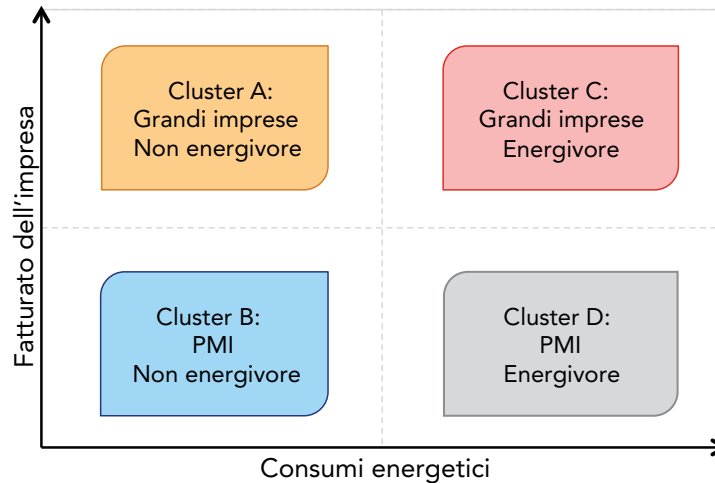 Fatturato dell'impresa
Cluster A:
Grandi imprese
Non energivore
Cluster C:
Grandi imprese
Energivore
Cluster B:
PMI
Non energivore
Cluster D:
PMI
Energivore
Consumi energetici